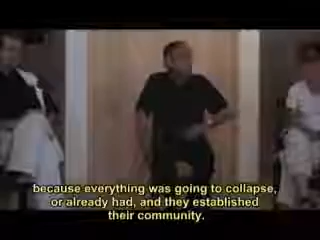 because everything was going to collapse,
or already had, and they established
their community.